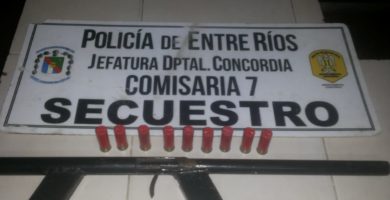 POLICÍA DE ENTRE RÍOS
JEFATURA DPTAL. CONCORDIA
COMISARIA 7
SECUESTRO